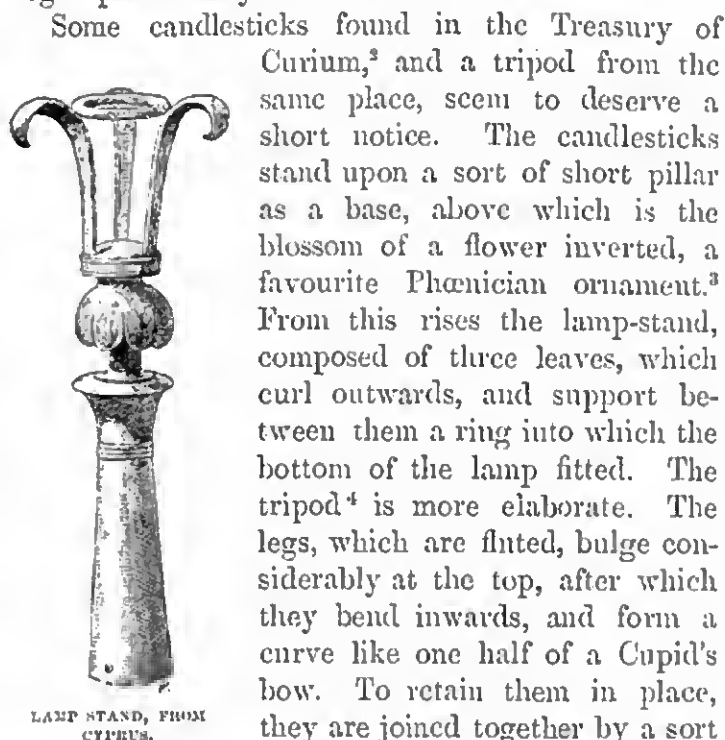 Some candlesticks found in the Treasury of
Curium,² and a tripod from the
same place, seem to deserve a
short notice. The candlesticks
stand upon a sort of short pillar
as a base, above which is the
blossom of a flower inverted, a
favourite Phœnician ornament.³
From this rises the lamp-stand,
composed of three leaves, which
curl outwards, and support be-
tween them a ring into which the
bottom of the lamp fitted. The
tripod⁴ is more elaborate. The
legs, which are fluted, bulge con-
siderably at the top, after which
they bend inwards, and form a
curve like one half of a Cupid's
bow. To retain them in place,
they are joined together by a sort
LAMP STAND, FROM
CYPRUS.